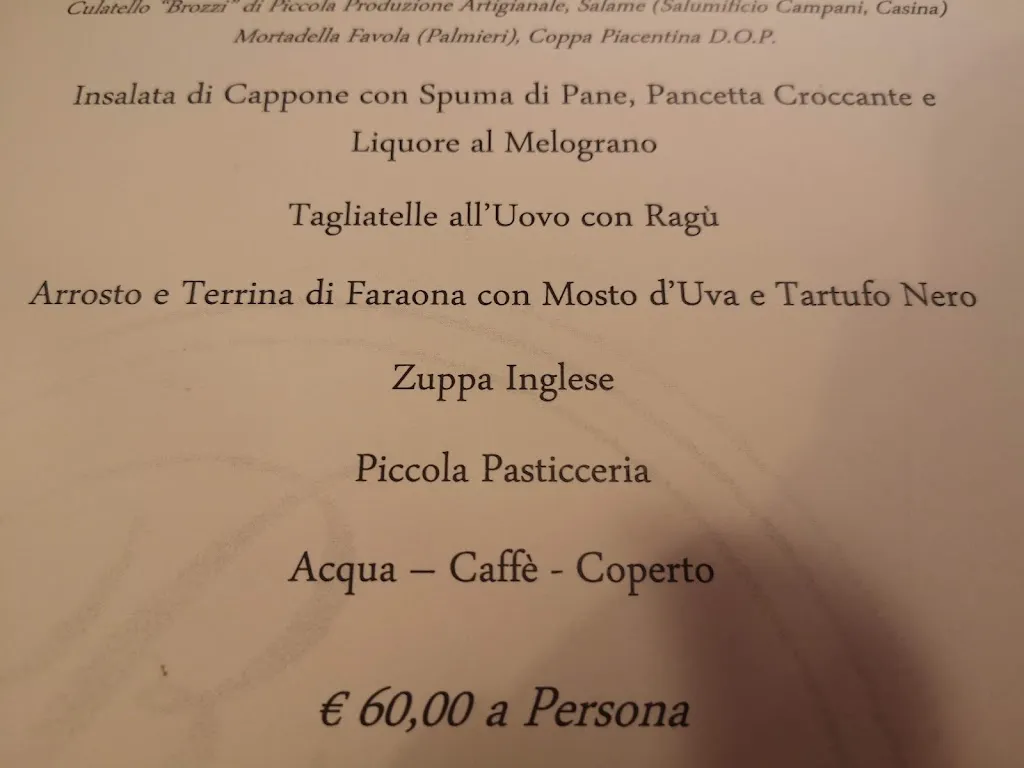 Culatello "Brozzi" di Piccola Produzione Artigianale, Salame (Salumificio Campani, Casina)
Mortadella Favola (Palmieri), Coppa Piacentina D.O.P.
Insalata di Cappone con Spuma di Pane, Pancetta Croccante e
Liquore al Melograno
Tagliatelle all'Uovo con Ragù
Arrosto e Terrina di Faraona con Mosto d'Uva e Tartufo Nero
Zuppa Inglese
Piccola Pasticceria
Acqua – Caffè - Coperto
€ 60,00 a Persona